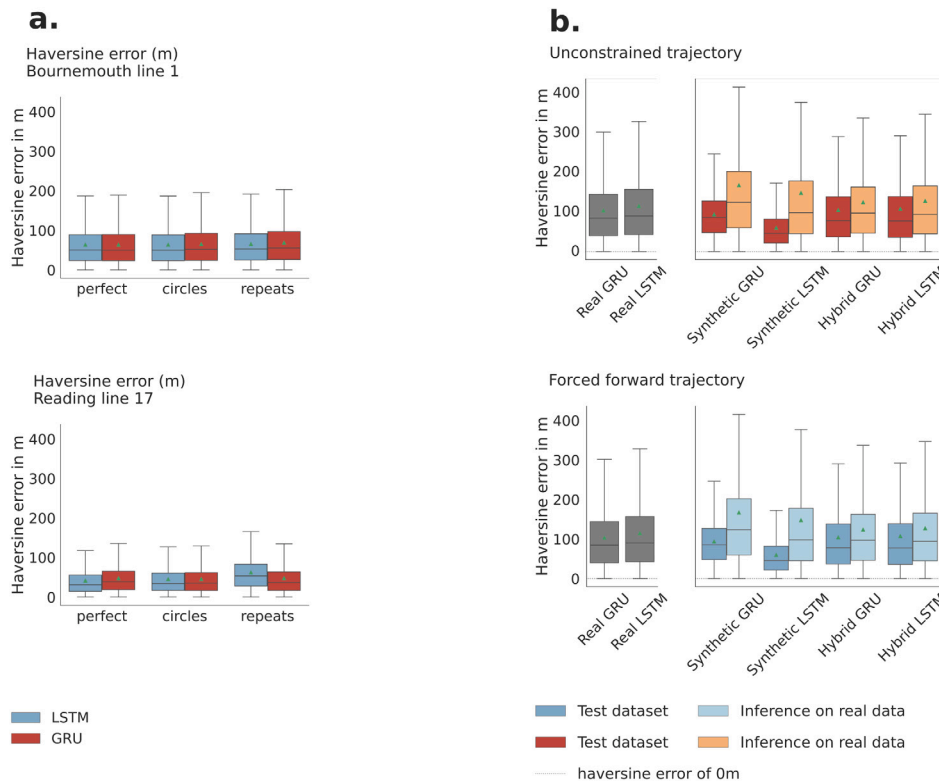 a.
Haversine error (m)
Bournemouth line 1
Haversine error in m
400
300
200
100
0
perfect circles repeats
Haversine error (m)
Reading line 17
Haversine error in m
400
300
200
100
0
perfect circles repeats
LSTM
GRU
b.
Unconstrained trajectory
Haversine error in m
400
300
200
100
0
Real GRU
Real LSTM
Synthetic GRU
Synthetic LSTM
Hybrid GRU
Hybrid LSTM
Forced forward trajectory
Haversine error in m
400
300
200
100
0
Real GRU
Real LSTM
Synthetic GRU
Synthetic LSTM
Hybrid GRU
Hybrid LSTM
Test dataset Inference on real data
Test dataset Inference on real data
haversine error of 0m